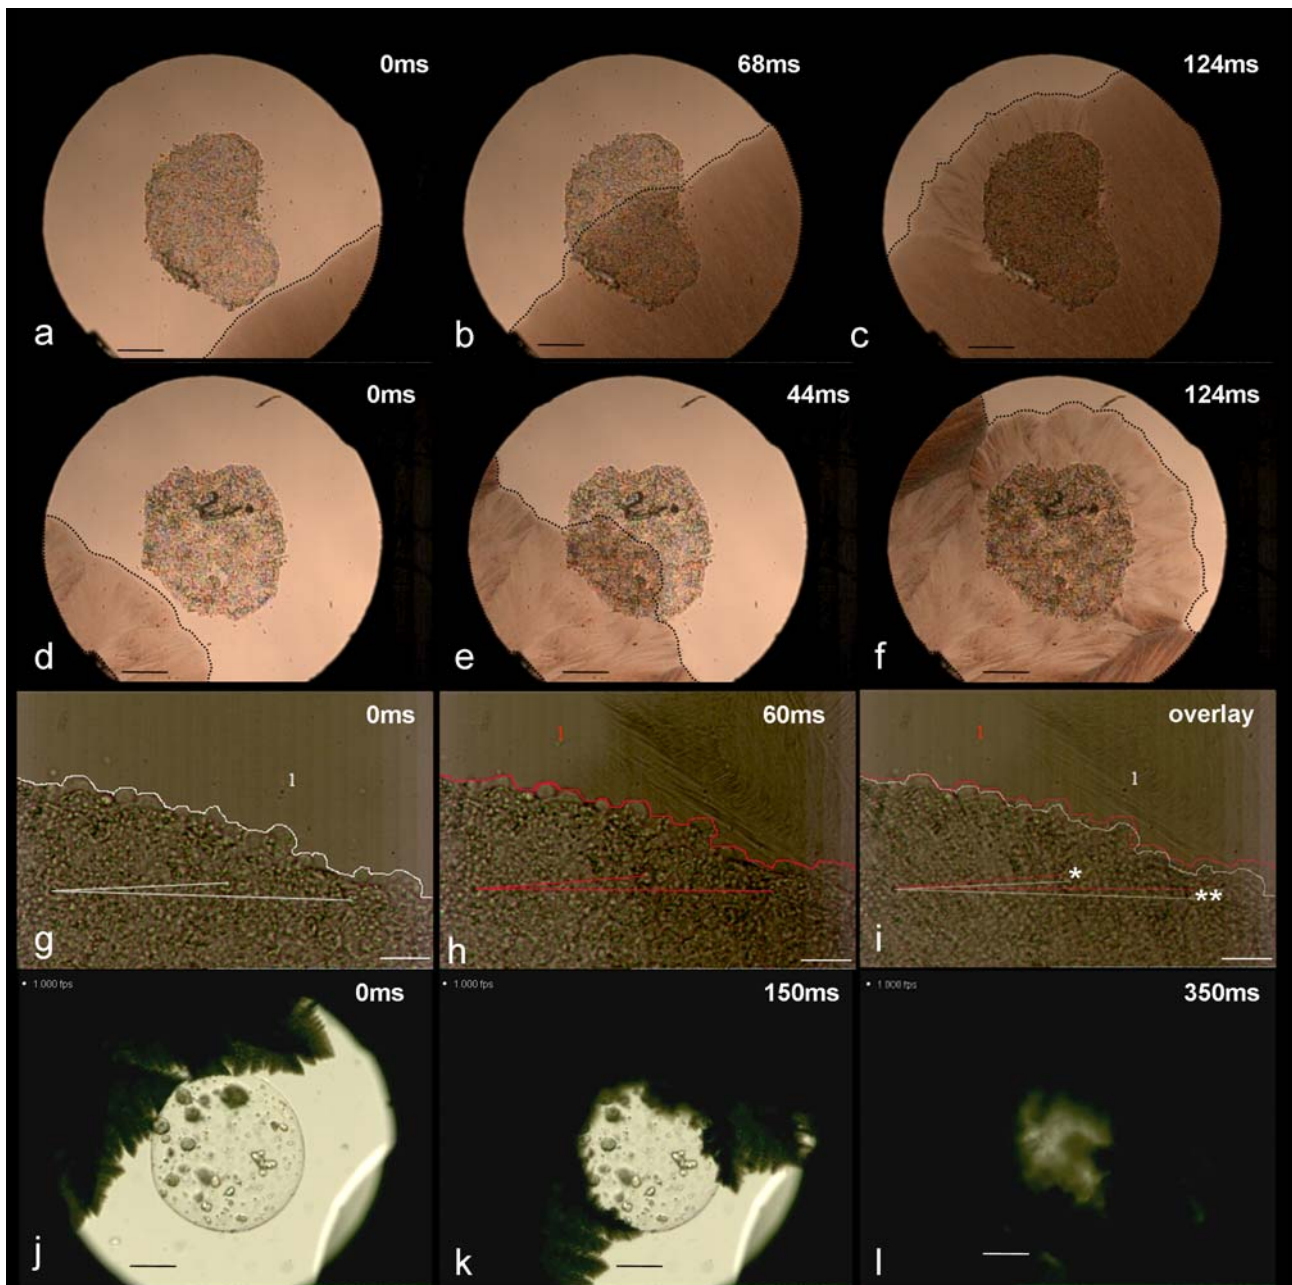 0ms
68ms
124ms
a
b
c
0ms
44ms
124ms
d
e
f
0ms
60ms
overlay
1
1
1
1
* 
**
g
h
i
• 1.000 fps
0ms
• 1.000 fps
150ms
• 1.000 fps
350ms
j
k
l